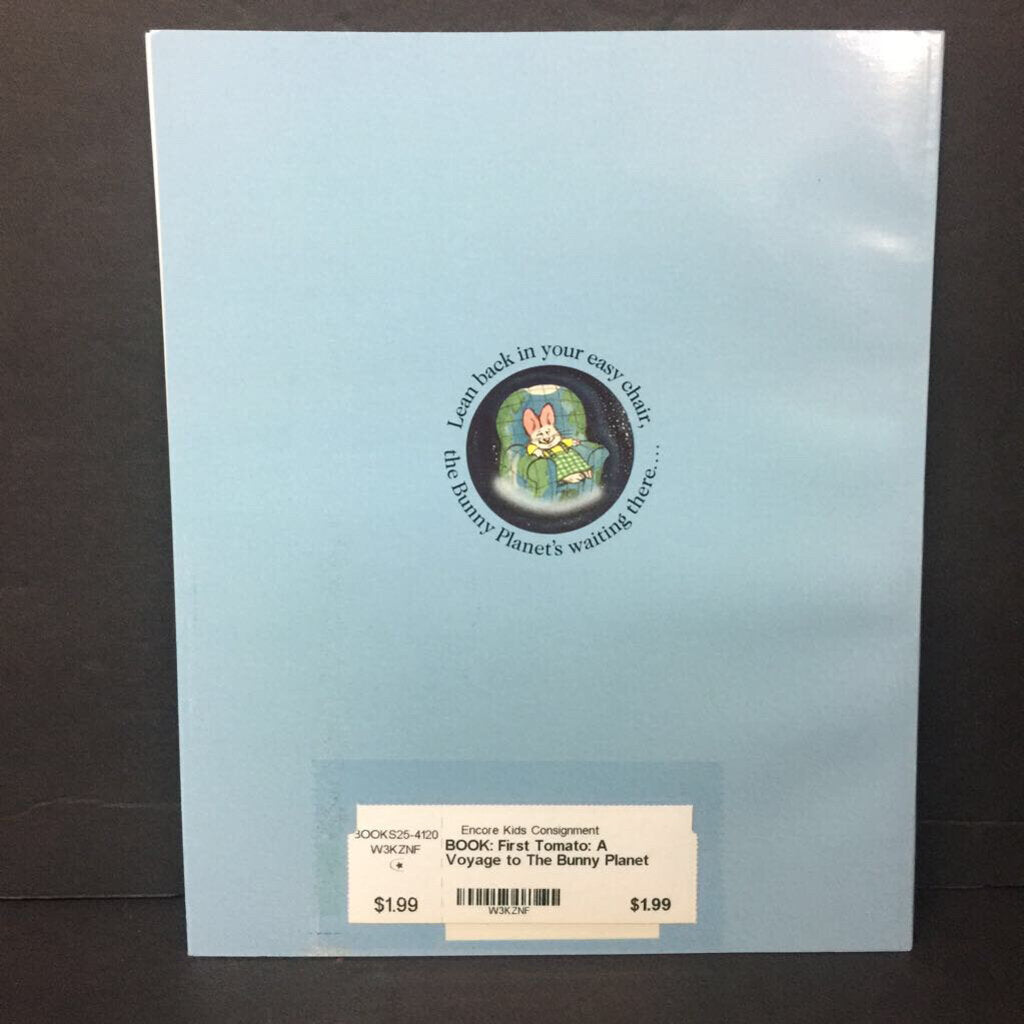 Lean back in your easy chair,
the Bunny Planet's waiting there....
BOOKS25-4120
W3KZNF
$1.99
Encore Kids Consignment
BOOK: First Tomato: A
Voyage to The Bunny Planet
W3KZNF
$1.99